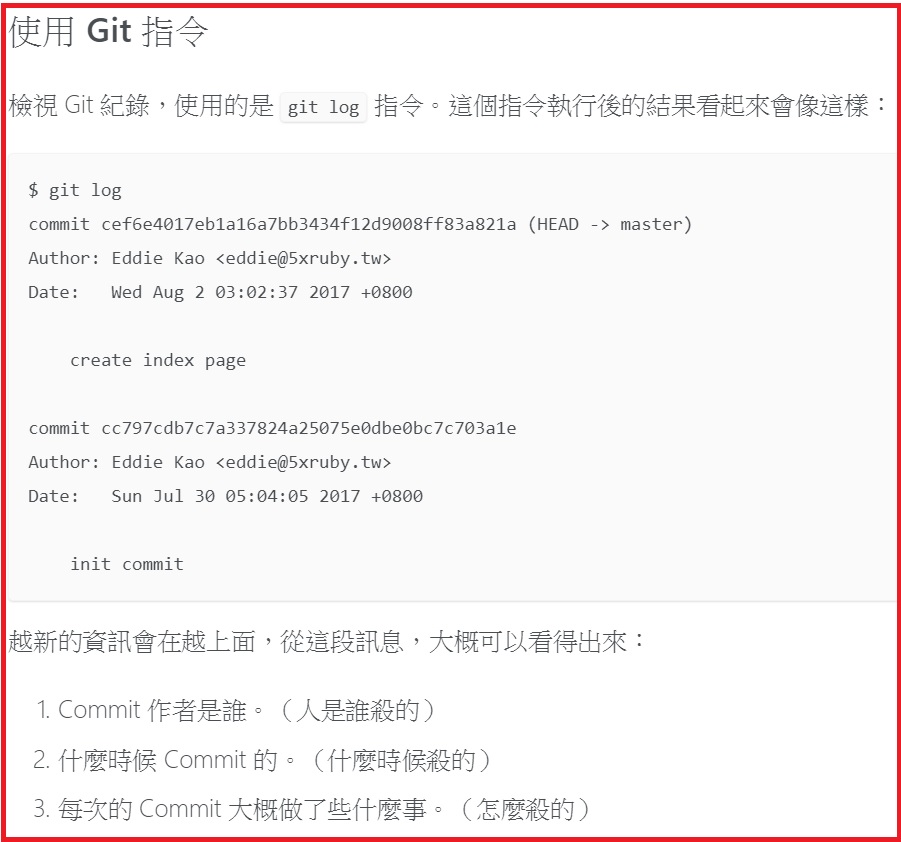 使用 Git 指令
檢視 Git 紀錄，使用的是 git log 指令。這個指令執行後的結果看起來會像這樣：
$ git log
commit cef6e4017eb1a16a7bb3434f12d9008ff83a821a (HEAD -> master)
Author: Eddie Kao <eddie@5xruby.tw>
Date:   Wed Aug 2 03:02:37 2017 +0800
create index page
commit cc797cdb7c7a337824a25075e0dbe0bc7c703a1e
Author: Eddie Kao <eddie@5xruby.tw>
Date:   Sun Jul 30 05:04:05 2017 +0800
init commit
越新的資訊會在越上面，從這段訊息，大概可以看得出來：
1. Commit 作者是誰。（人是誰殺的）
2. 什麼時候 Commit 的。（什麼時候殺的）
3. 每次的 Commit 大概做了些什麼事。（怎麼殺的）